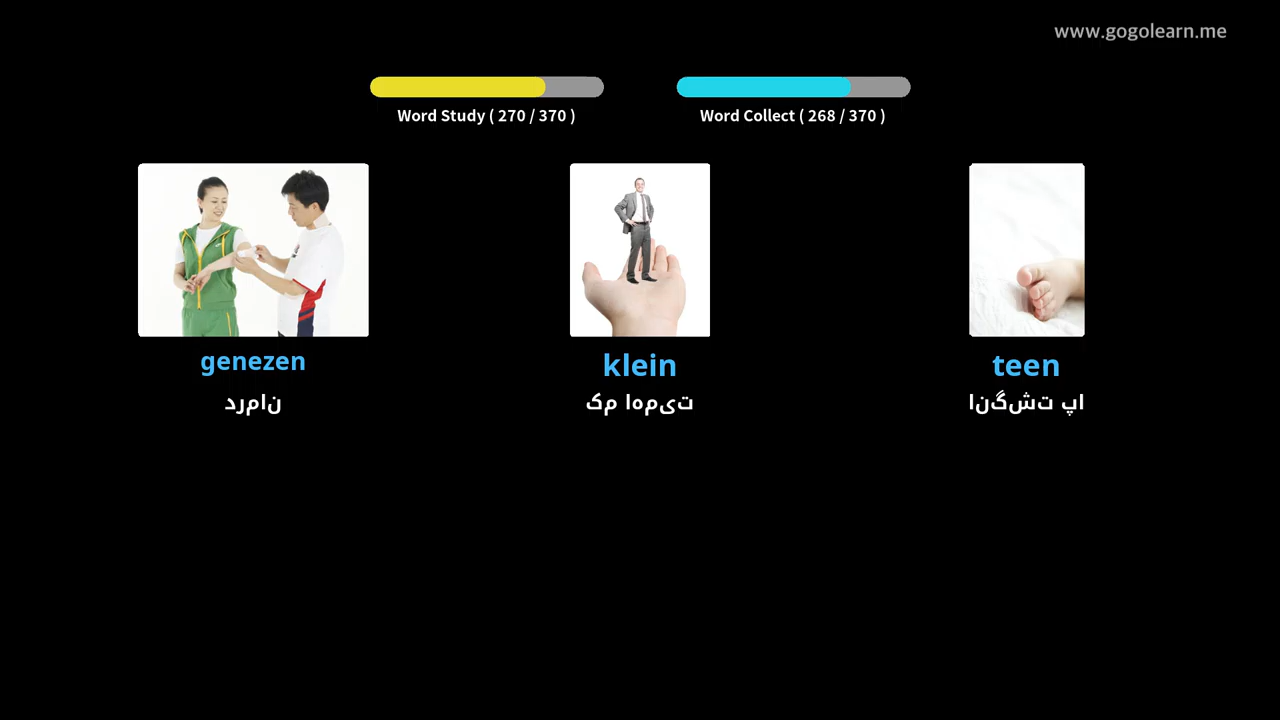 www.gogolearn.me
Word Study ( 270 / 370 )
Word Collect ( 268 / 370 )
genezen
درمان
klein
کم اهمیت
teen
انگشت پا